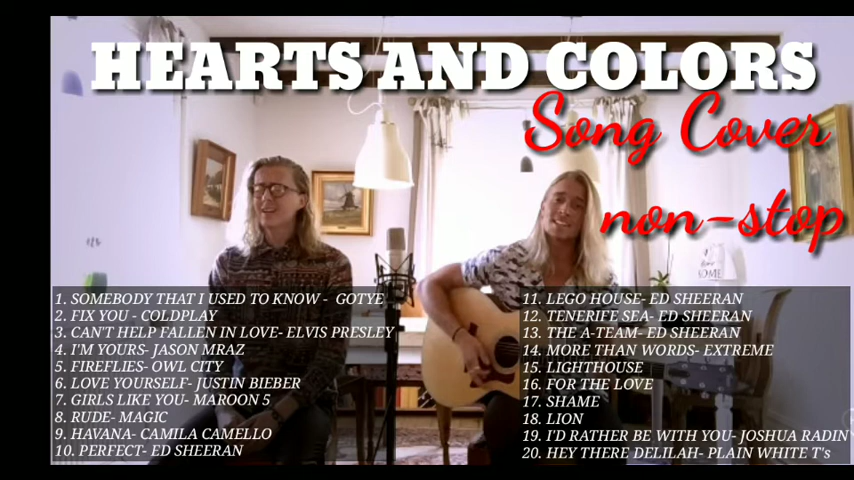 HEARTS AND COLORS
Song Cover
non-stop
1. SOMEBODY THAT I USED TO KNOW - GOTYE
2. FIX YOU - COLDPLAY
3. CAN'T HELP FALLEN IN LOVE- ELVIS PRESLEY
4. I'M YOURS- JASON MRAZ
5. FIREFLIES- OWL CITY
6. LOVE YOURSELF- JUSTIN BIEBER
7. GIRLS LIKE YOU- MAROON 5
8. RUDE- MAGIC
9. HAVANA- CAMILA CAMELLO
10. PERFECT- ED SHEERAN
11. LEGO HOUSE- ED SHEERAN
12. TENERIFE SEA- ED SHEERAN
13. THE A-TEAM- ED SHEERAN
14. MORE THAN WORDS- EXTREME
15. LIGHTHOUSE
16. FOR THE LOVE
17. SHAME
18. LION
19. I'D RATHER BE WITH YOU- JOSHUA RADIN
20. HEY THERE DELILAH- PLAIN WHITE T's
HOME